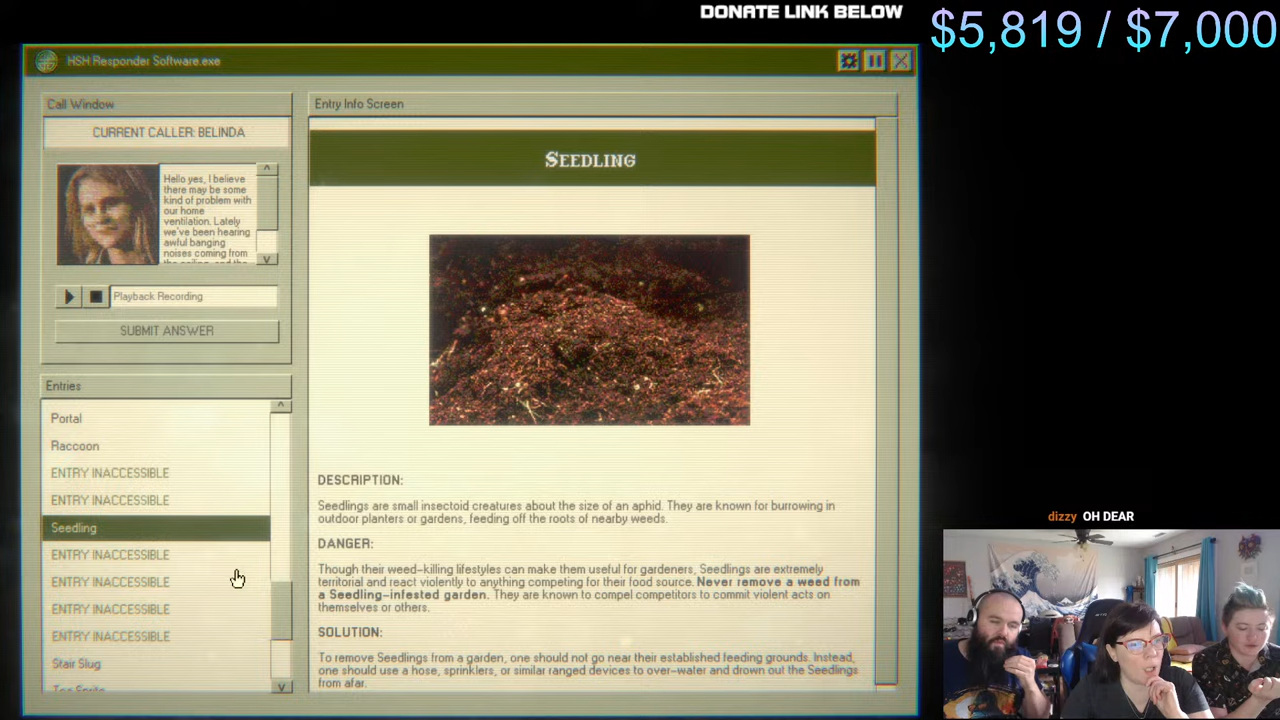 DONATE LINK BELOW
$5,819 / $7,000
HSH Responder Software.exe
Call Window
CURRENT CALLER: BELINDA
Hello yes, I believe
there may be some
kind of problem with
our home
ventilation. Lately
we've been hearing
awful banging
noises coming from
the ceiling, and the
Playback Recording
SUBMIT ANSWER
Entries
Portal
Raccoon
ENTRY INACCESSIBLE
ENTRY INACCESSIBLE
Seedling
ENTRY INACCESSIBLE
ENTRY INACCESSIBLE
ENTRY INACCESSIBLE
ENTRY INACCESSIBLE
Stair Slug
Entry Info Screen
SEEDLING
DESCRIPTION:
Seedlings are small insectoid creatures about the size of an aphid. They are known for burrowing in
outdoor planters or gardens, feeding off the roots of nearby weeds.
DANGER:
Though their weed-killing lifestyles can make them useful for gardeners, Seedlings are extremely
territorial and react violently to anything competing for their food source. Never remove a weed from
a Seedling-infested garden. They are known to compel competitors to commit violent acts on
themselves or others.
SOLUTION:
To remove Seedlings from a garden, one should not go near their established feeding grounds. Instead,
one should use a hose, sprinklers, or similar ranged devices to over-water and drown out the Seedlings
from afar.
dizzy OH DEAR